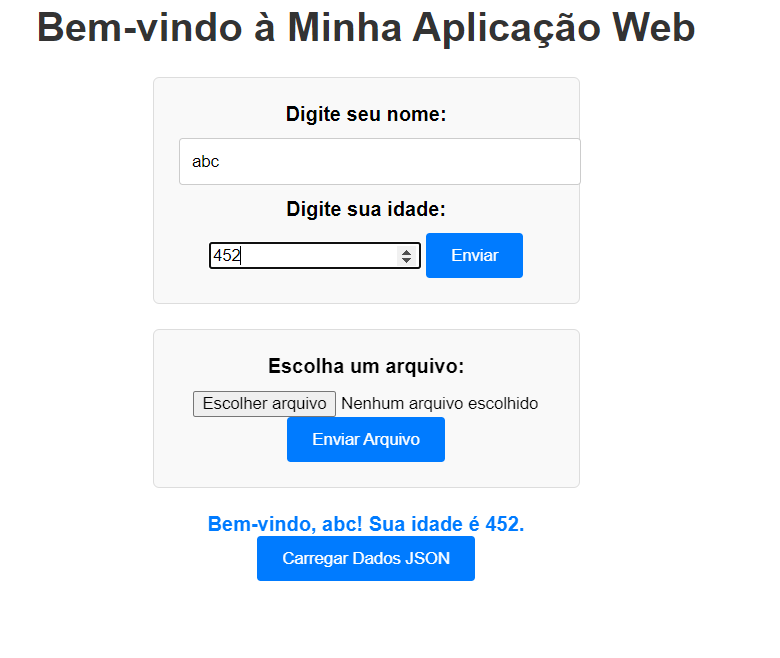 Bem-vindo à Minha Aplicação Web
Digite seu nome:
abc
Digite sua idade:
452 Enviar
Escolha um arquivo:
Escolher arquivo Nenhum arquivo escolhido
Enviar Arquivo
Bem-vindo, abc! Sua idade é 452.
Carregar Dados JSON